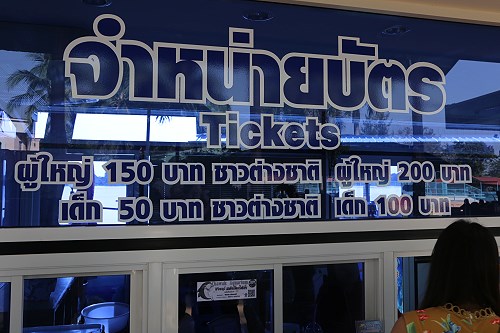 จำหน่ายบัตร
Tickets
ผู้ใหญ่ 150 บาท ชาวต่างชาติ ผู้ใหญ่ 200 บาท
เด็ก 50 บาท ชาวต่างชาติ เด็ก 100 บาท